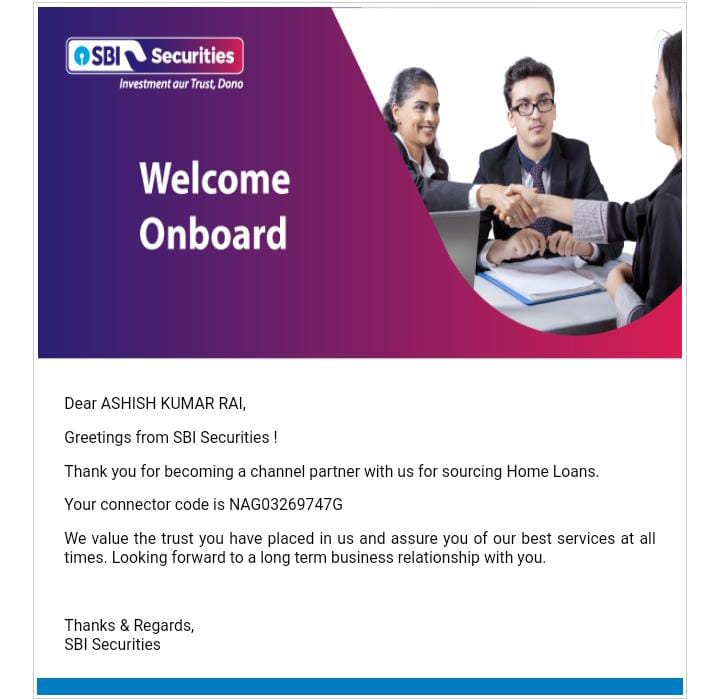 SBI Securities
Investment aur Trust, Dono
Welcome
Onboard
Dear ASHISH KUMAR RAI,
Greetings from SBI Securities !
Thank you for becoming a channel partner with us for sourcing Home Loans.
Your connector code is NAG03269747G
We value the trust you have placed in us and assure you of our best services at all
times. Looking forward to a long term business relationship with you.
Thanks & Regards,
SBI Securities